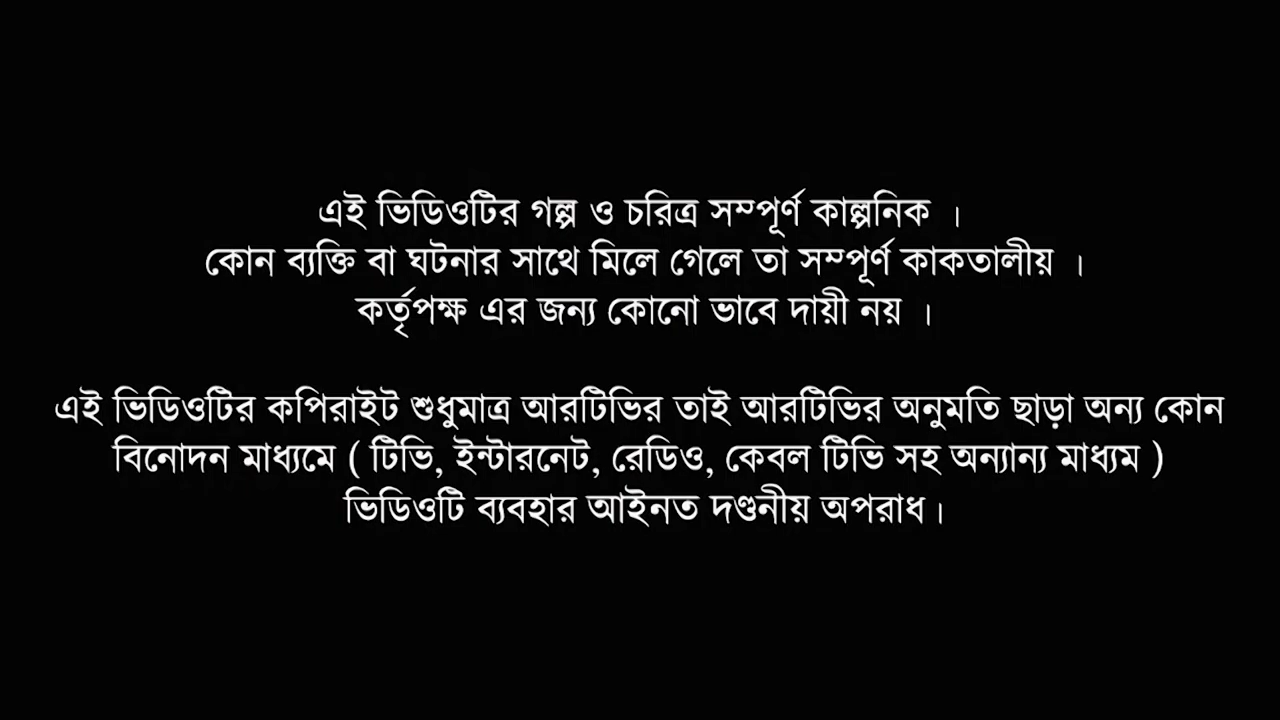 এই ভিডিওটির গল্প ও চরিত্র সম্পূর্ণ কাল্পনিক ।
কোন ব্যক্তি বা ঘটনার সাথে মিলে গেলে তা সম্পূর্ণ কাকতালীয় ।
কর্তৃপক্ষ এর জন্য কোনো ভাবে দায়ী নয় ।
এই ভিডিওটির কপিরাইট শুধুমাত্র আরটিভির তাই আরটিভির অনুমতি ছাড়া অন্য কোন
বিনোদন মাধ্যমে ( টিভি, ইন্টারনেট, রেডিও, কেবল টিভি সহ অন্যান্য মাধ্যম )
ভিডিওটি ব্যবহার আইনত দণ্ডনীয় অপরাধ।